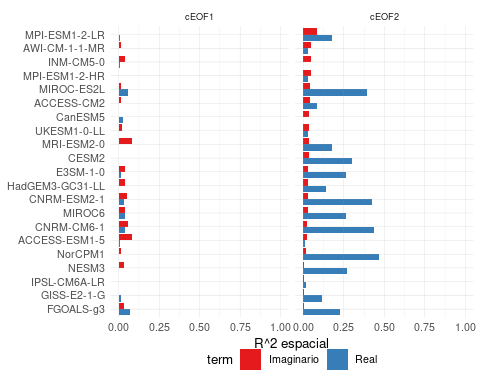 cEOF1 cEOF2
MPI-ESM1-2-LR
AWI-CM-1-1-MR
INM-CM5-0
MPI-ESM1-2-HR
MIROC-ES2L
ACCESS-CM2
CanESM5
UKESM1-0-LL
MRI-ESM2-0
CESM2
E3SM-1-0
HadGEM3-GC31-LL
CNRM-ESM2-1
MIROC6
CNRM-CM6-1
ACCESS-ESM1-5
NorCPM1
NESM3
IPSL-CM6A-LR
GISS-E2-1-G
FGOALS-g3
0.00 0.25 0.50 0.75 1.00 0.00 0.25 0.50 0.75 1.00
R^2 espacial
term Imaginario Real